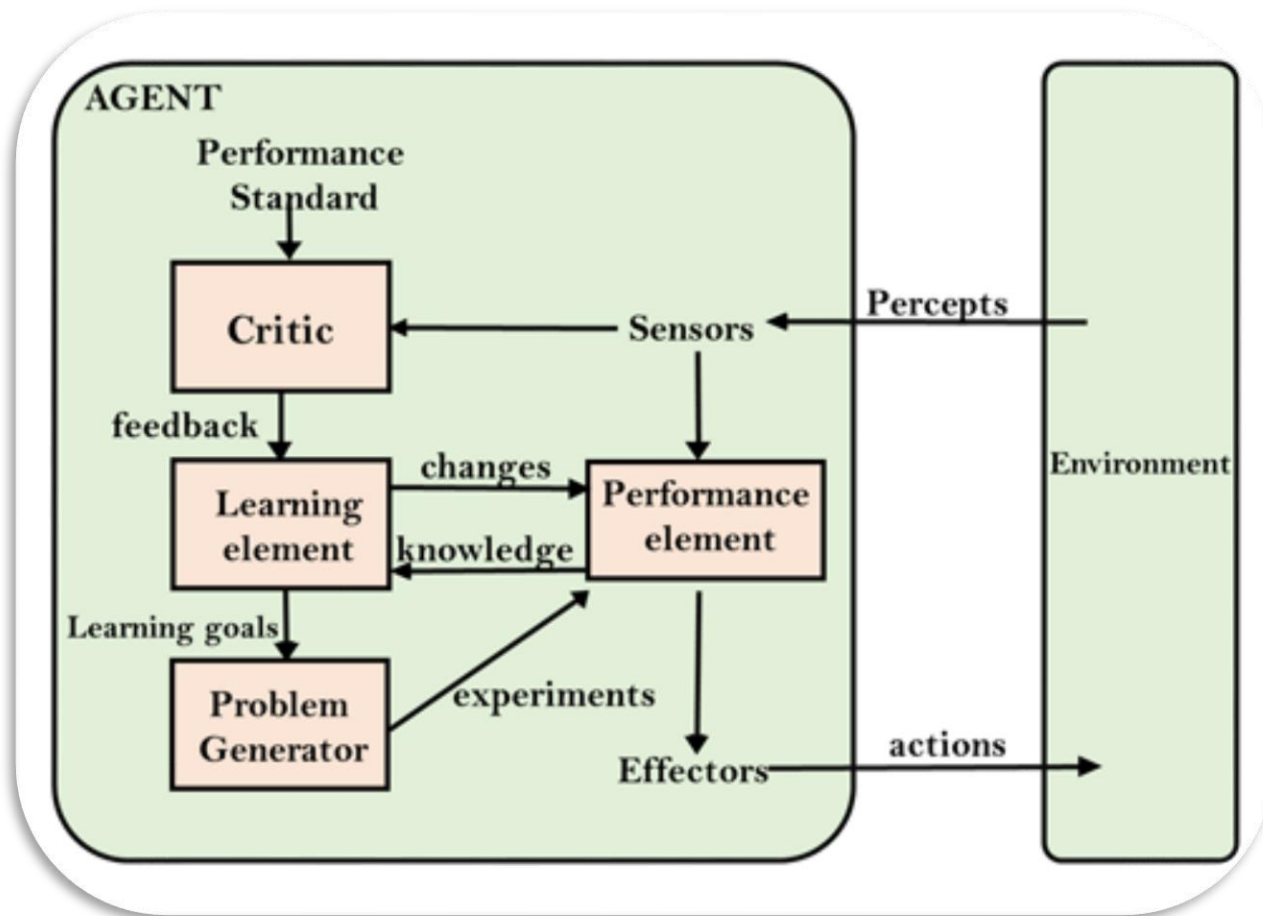 AGENT
Performance
Standard
Critic
Sensors
Percepts
feedback
changes
Learning
element
knowledge
Performance
element
Environment
Learning goals
Problem
Generator
experiments
Effectors
actions